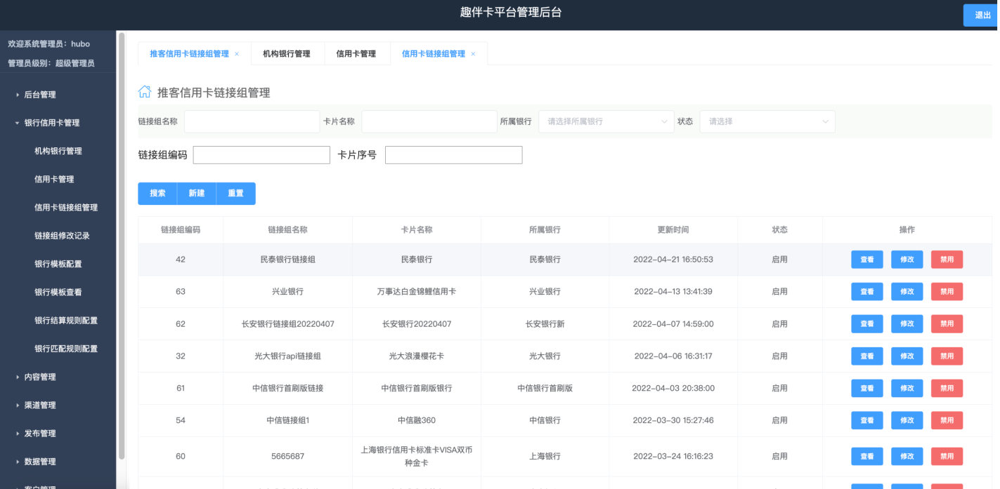 趣伴卡平台管理后台
退出
欢迎系统管理员：hubo
管理员级别：超级管理员
后台管理
银行信用卡管理
机构银行管理
信用卡管理
信用卡链接组管理
链接组修改记录
银行模板配置
银行模板查看
银行结算规则配置
银行匹配规则配置
内容管理
渠道管理
发布管理
数据管理
推客信用卡链接组管理 × 机构银行管理 信用卡管理 信用卡链接组管理 ×
推客信用卡链接组管理
链接组名称 卡片名称 所属银行 请选择所属银行 状态 请选择
链接组编码 卡片序号
搜索 新建 重置
链接组编码 链接组名称 卡片名称 所属银行 更新时间 状态 操作
42 民泰银行链接组 民泰银行 民泰银行 2022-04-21 16:50:53 启用 查看 修改 禁用
63 兴业银行 万事达白金锦鲤信用卡 兴业银行 2022-04-13 13:41:39 启用 查看 修改 禁用
62 长安银行链接组20220407 长安银行20220407 长安银行新 2022-04-07 14:59:00 启用 查看 修改 禁用
32 光大银行api链接组 光大浪漫樱花卡 光大银行 2022-04-06 16:31:17 启用 查看 修改 禁用
61 中信银行首刷版链接 中信银行首刷版银行 中信银行首刷版 2022-04-03 20:38:00 启用 查看 修改 禁用
54 中信链接组1 中信融360 中信银行 2022-03-30 15:27:46 启用 查看 修改 禁用
60 5665687 上海银行信用卡标准卡VISA双币 上海银行 2022-03-24 16:16:23 启用 查看 修改 禁用
种金卡